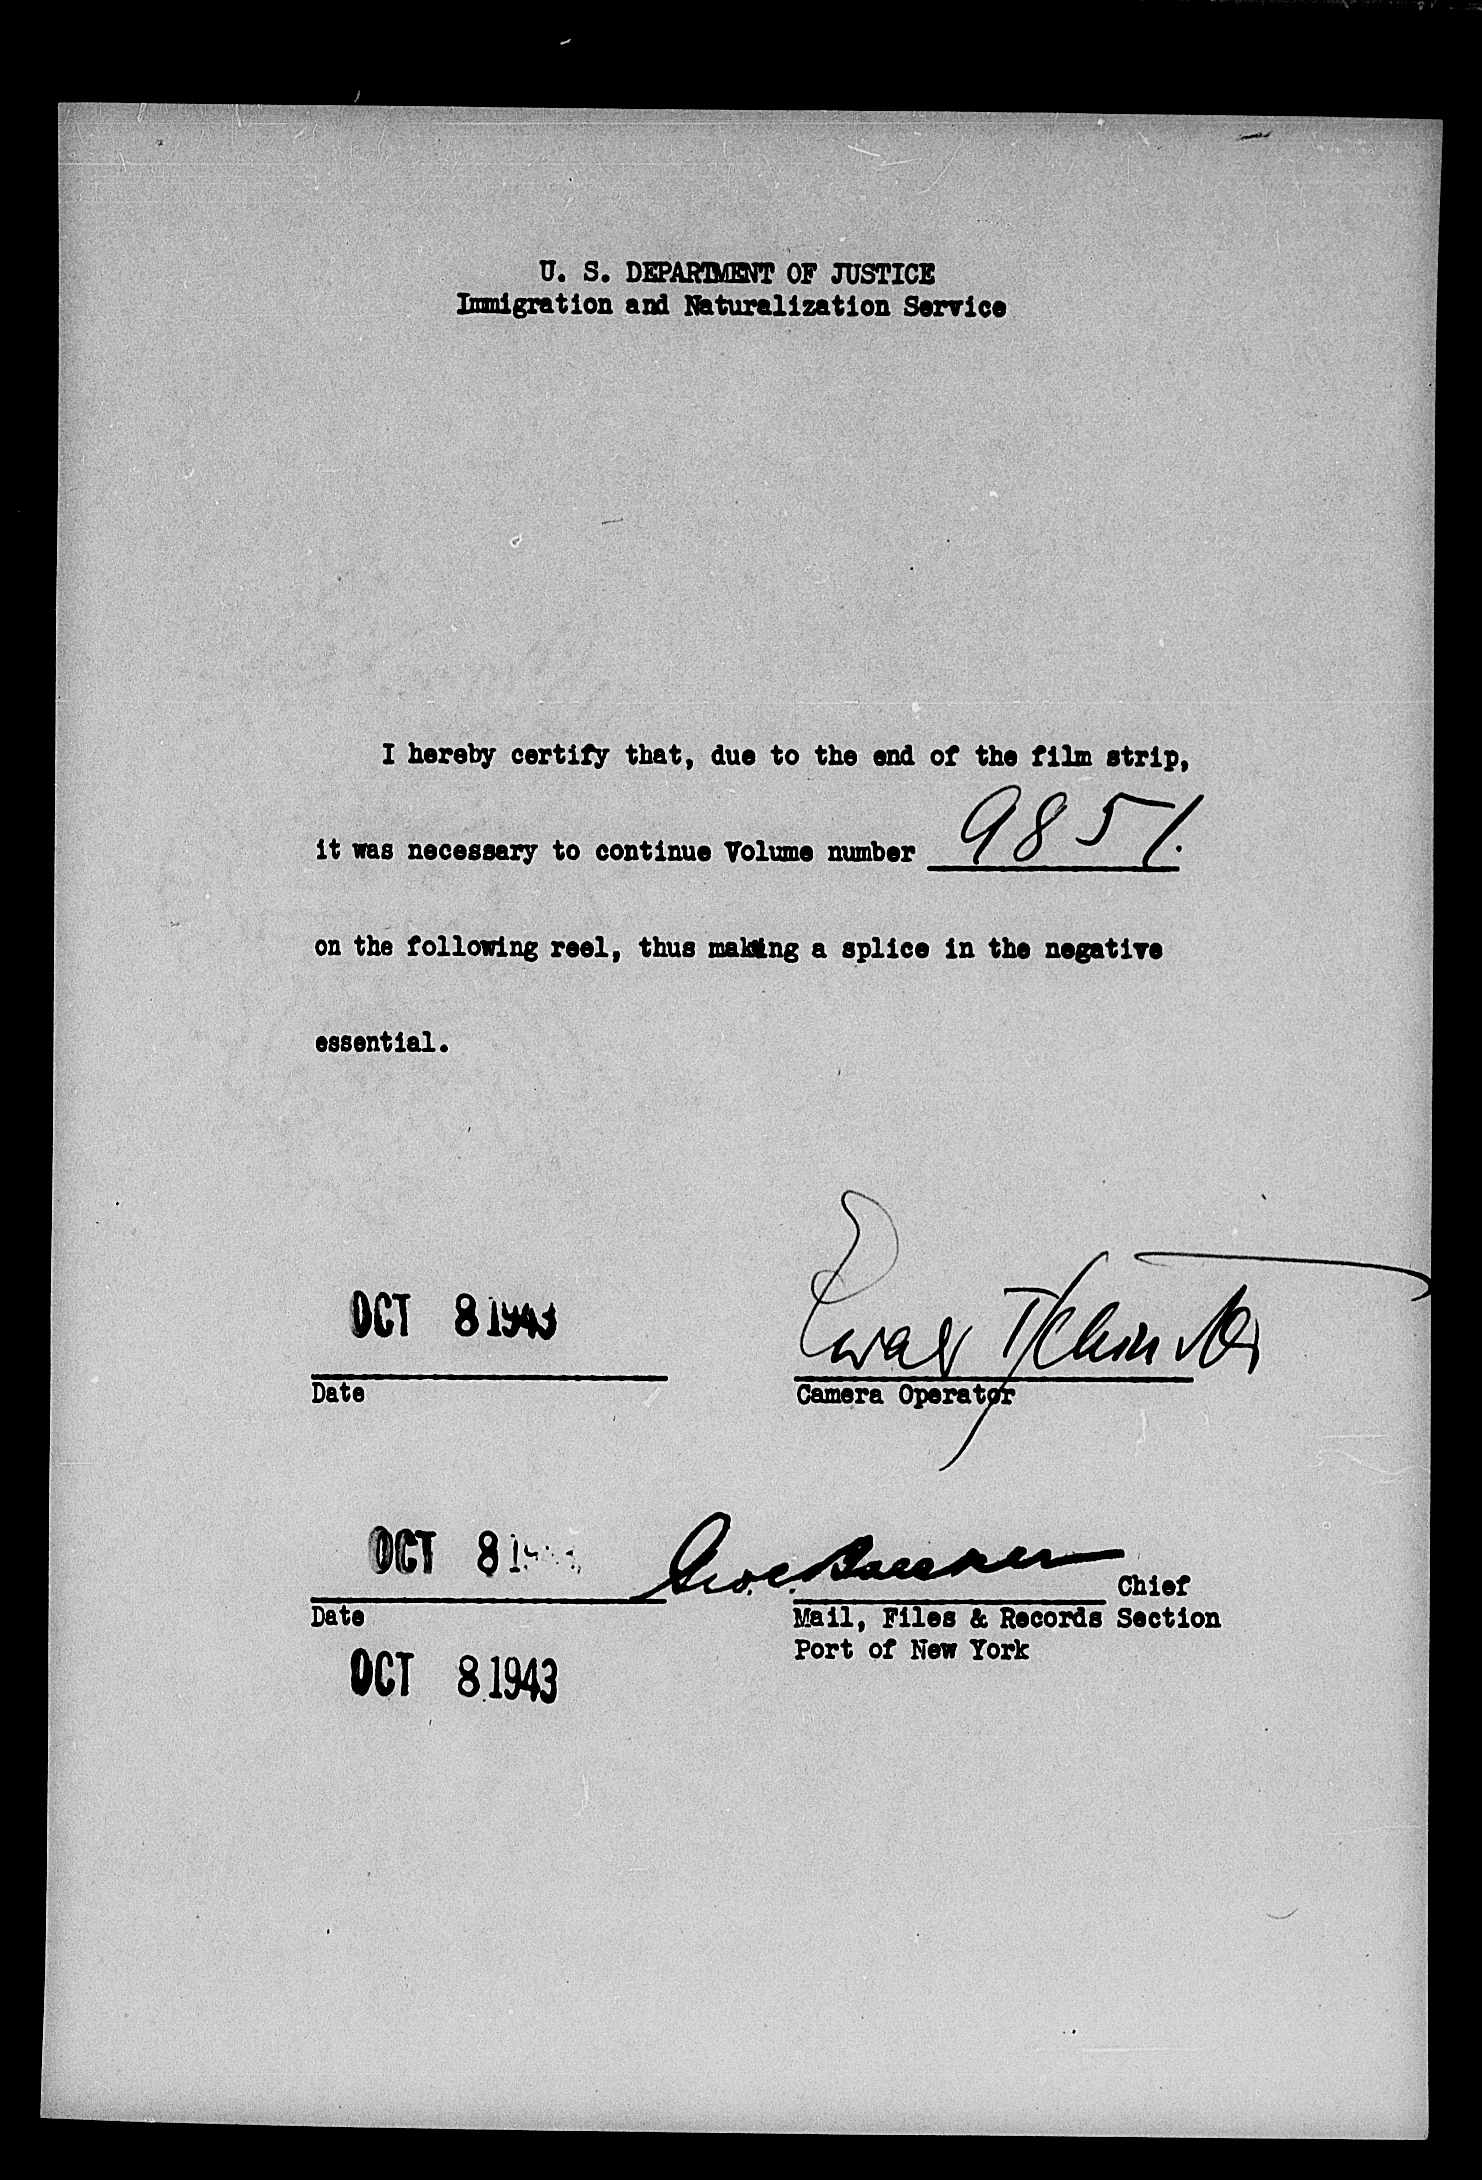 U. S. DEPARTMENT OF JUSTICE
Immigration and Naturalization Service
I hereby certify that, due to the end of the film strip,
it was necessary to continue Volume number 9851.
on the following reel, thus making a splice in the negative
essential.
OCT 8 1943
Date
Camera Operator
OCT 8
Geo.
Chief
Date
Mail, Files & Records Section
Port of New York
OCT 8 1943